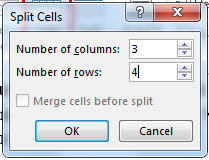 Split Cells
Number of columns: 3
Number of rows: 4
Merge cells before split
OK Cancel